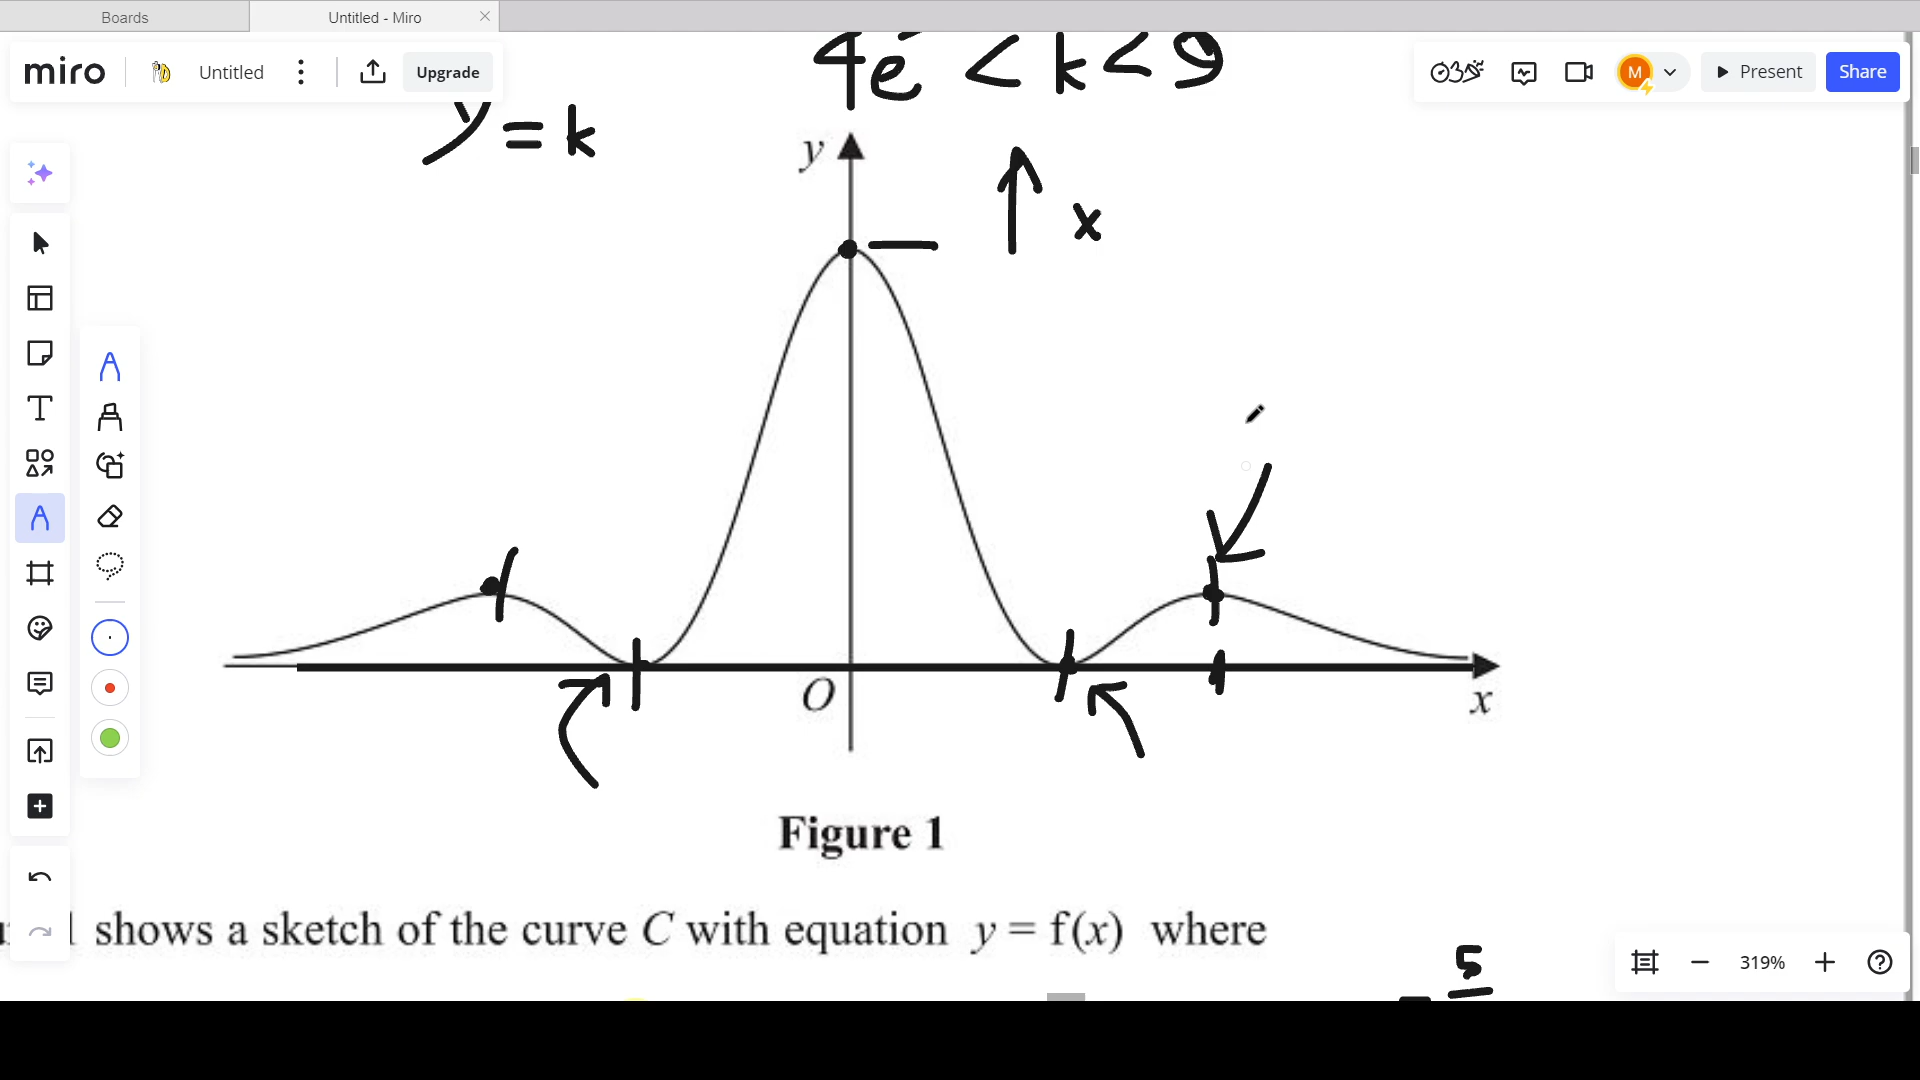 Boards
Untitled - Miro
miro
Untitled
Upgrade
M
Present
Share
4e < k < 9
y = k
y
x
O
x
Figure 1
shows a sketch of the curve C with equation y = f(x) where
5
319%